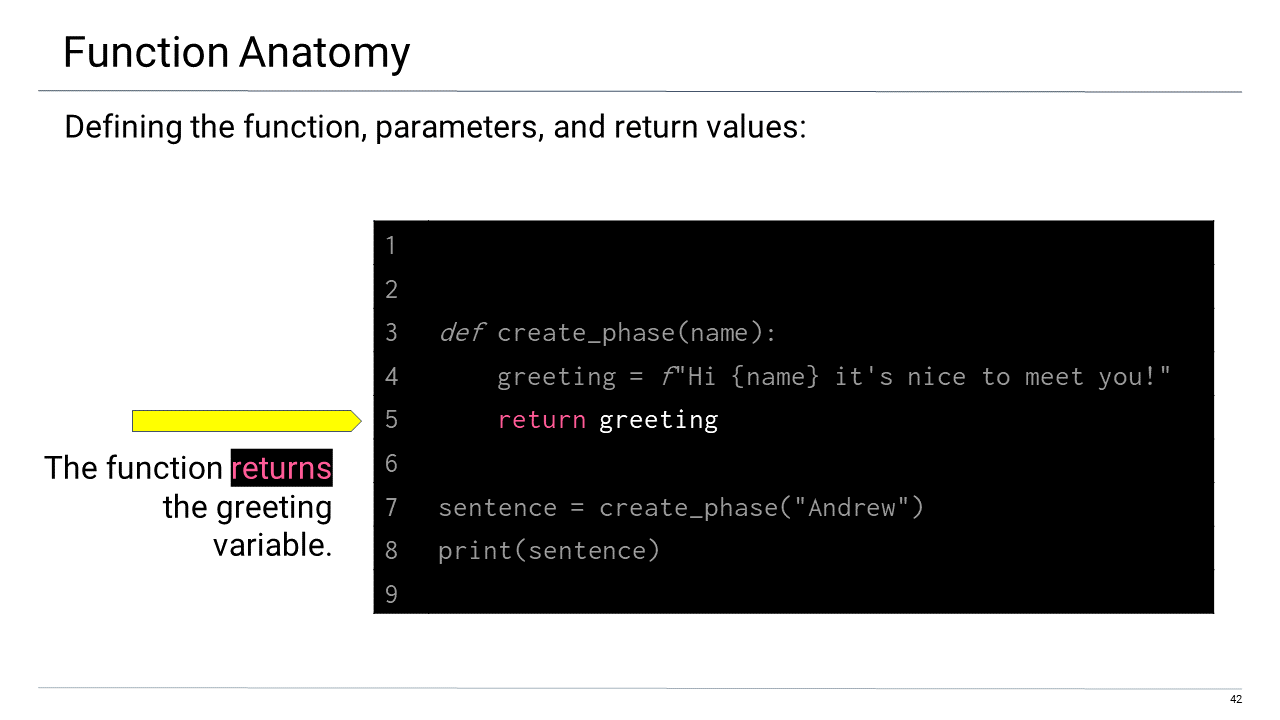 Function Anatomy
Defining the function, parameters, and return values:
1
2
3 def create_phase(name):
4     greeting = f"Hi {name} it's nice to meet you!"
5     return greeting
6
7 sentence = create_phase("Andrew")
8 print(sentence)
9
The function returns
the greeting
variable.
42